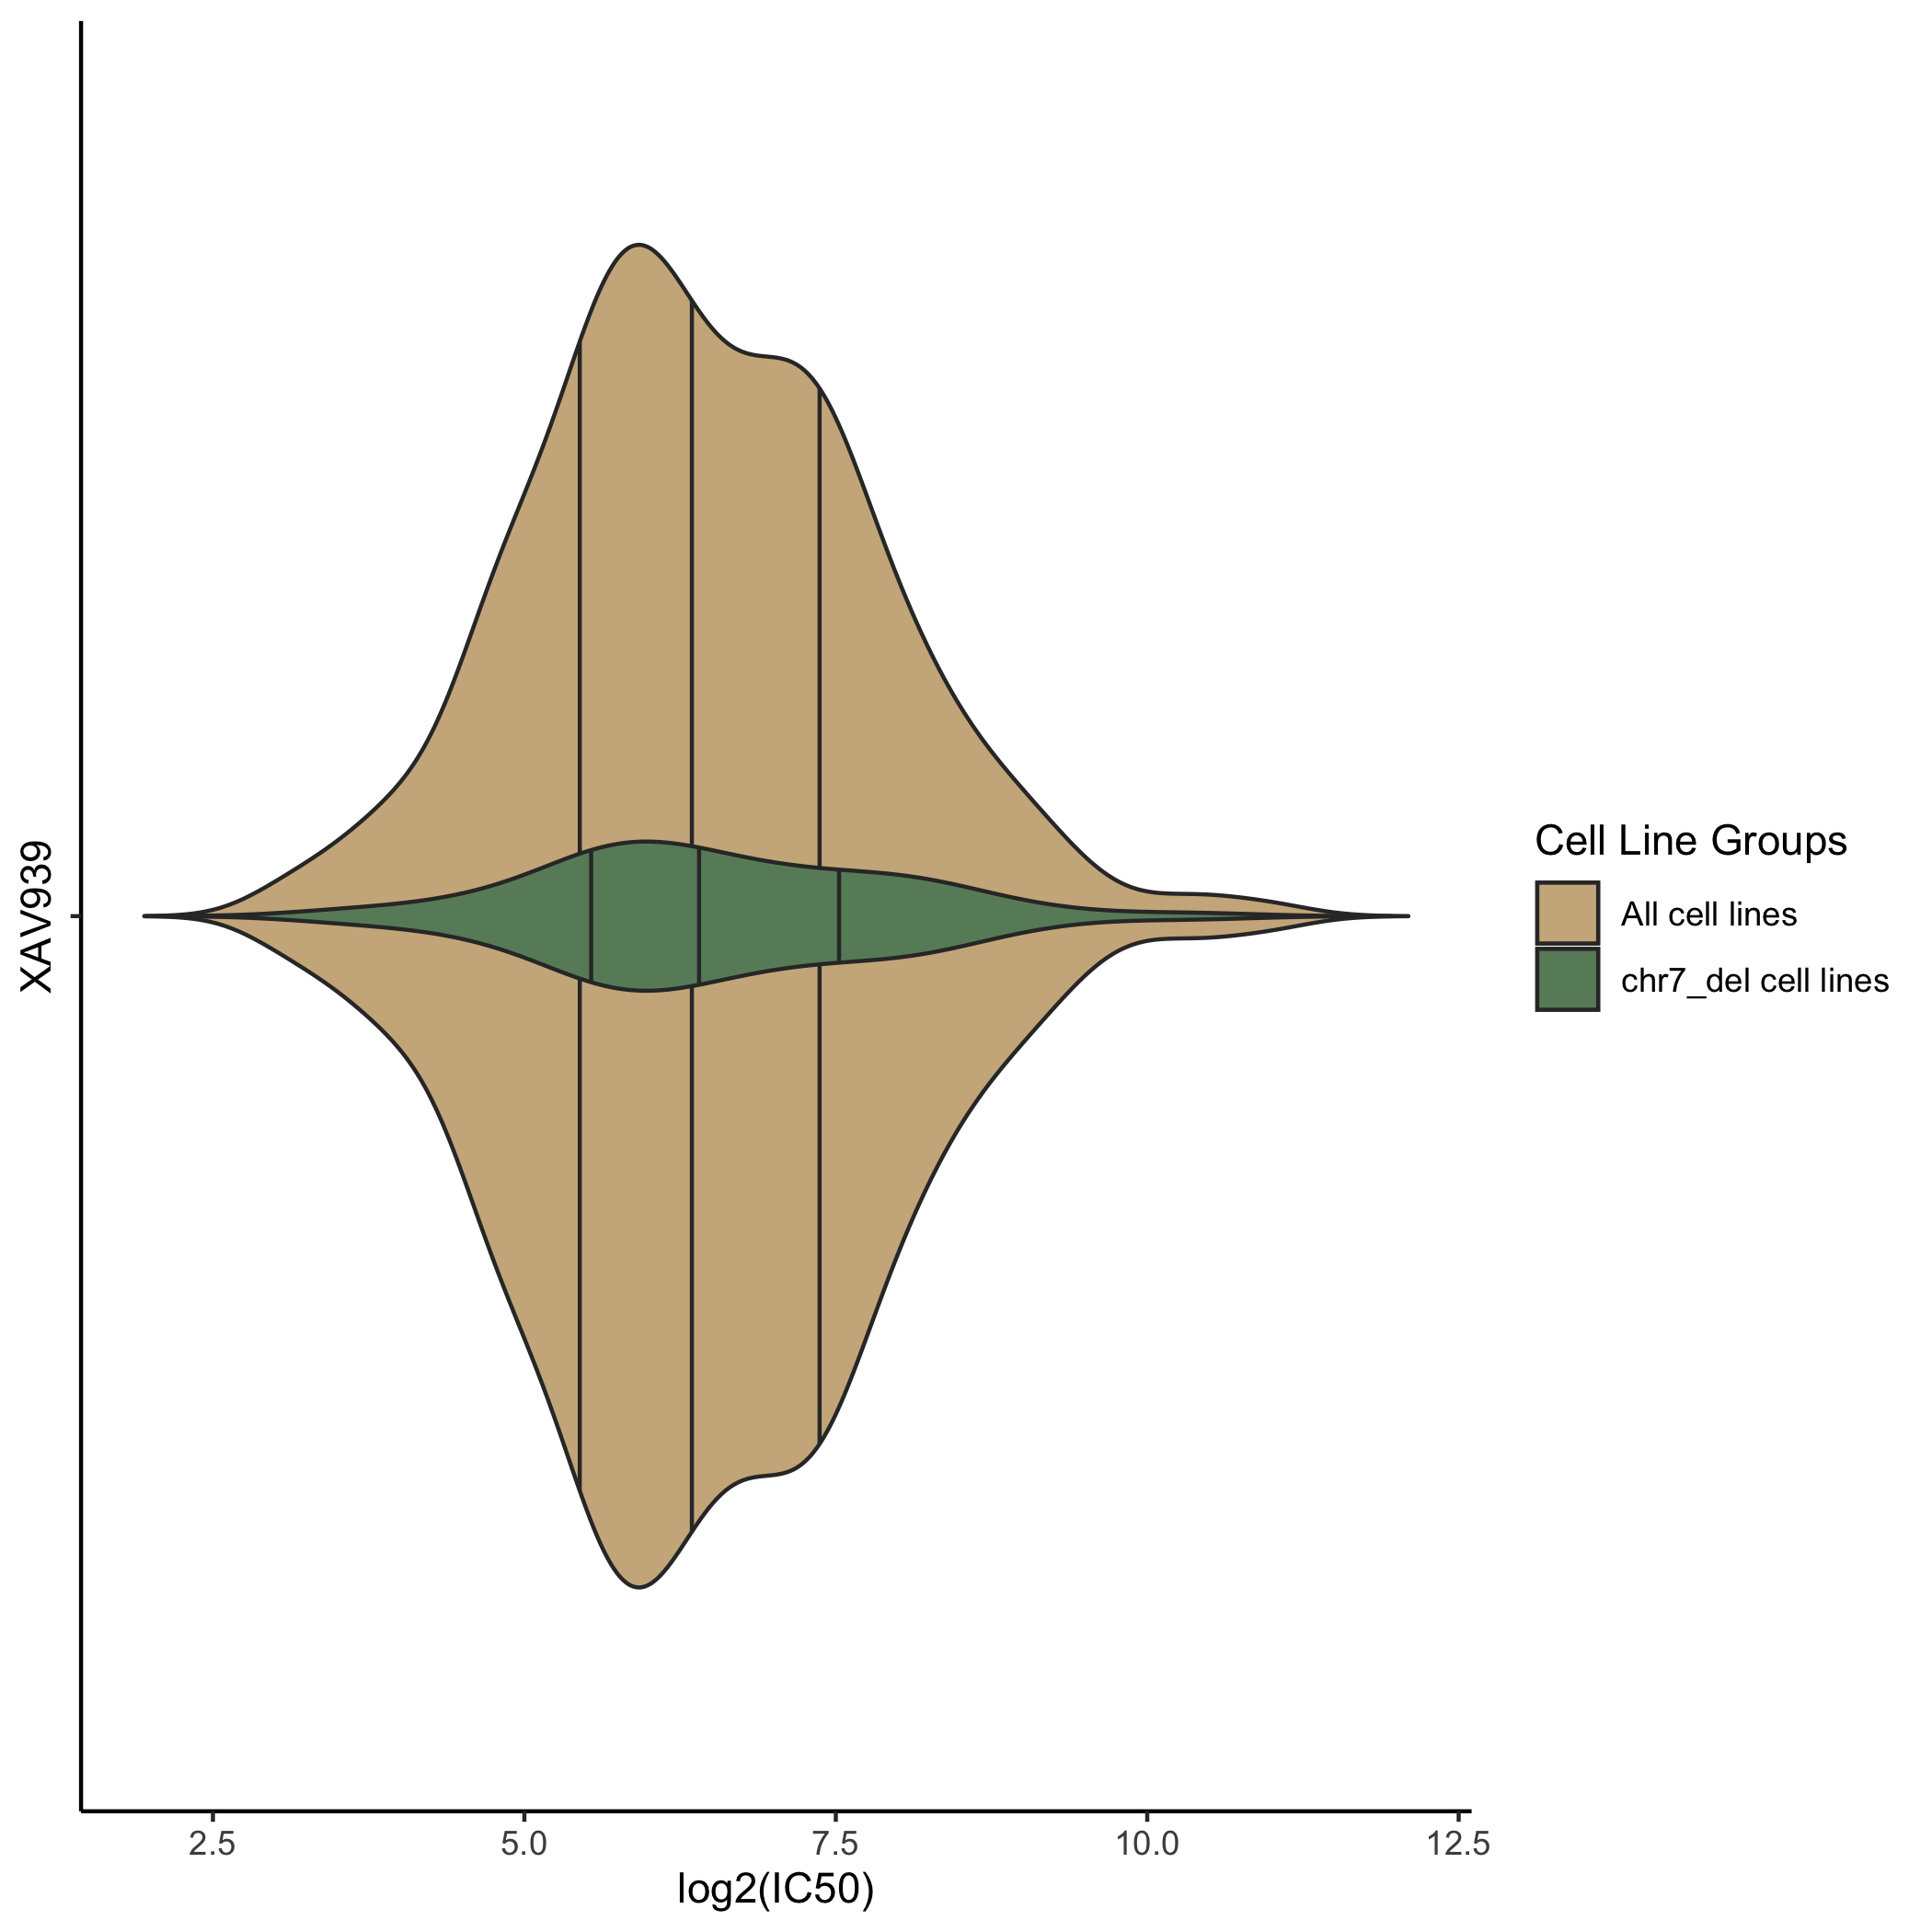 XAV939
2.5
5.0
7.5
10.0
12.5
log2(IC50)
Cell Line Groups
All cell lines
chr7_del cell lines